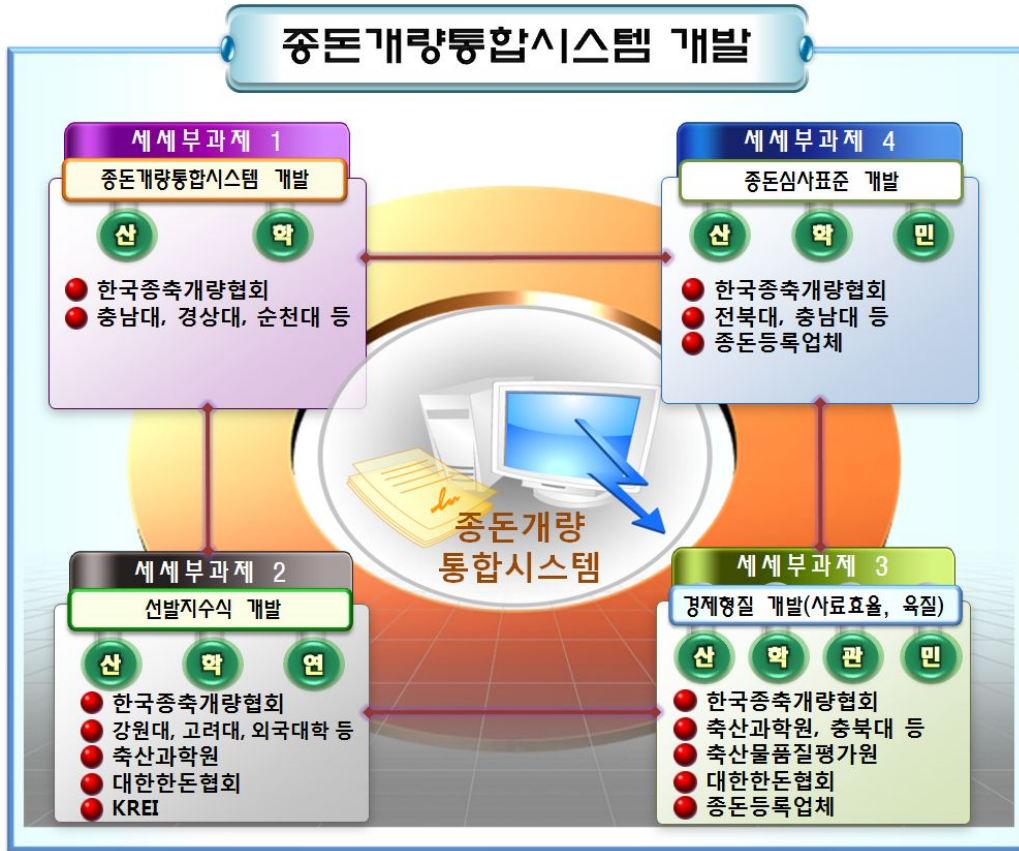 종돈개량통합시스템 개발
세세부과제 1
종돈개량통합시스템 개발
산 학
한국종축개량협회
충남대, 경상대, 순천대 등
세세부과제 4
종돈심사표준 개발
산 학 민
한국종축개량협회
전북대, 충남대 등
종돈등록업체
종돈개량
통합시스템
세세부과제 2
선발지수식 개발
산 학 연
한국종축개량협회
강원대, 고려대, 외국대학 등
축산과학원
대한한돈협회
KREI
세세부과제 3
경제형질 개발(사료효율, 육질)
산 학 관 민
한국종축개량협회
축산과학원, 충북대 등
축산물품질평가원
대한한돈협회
종돈등록업체